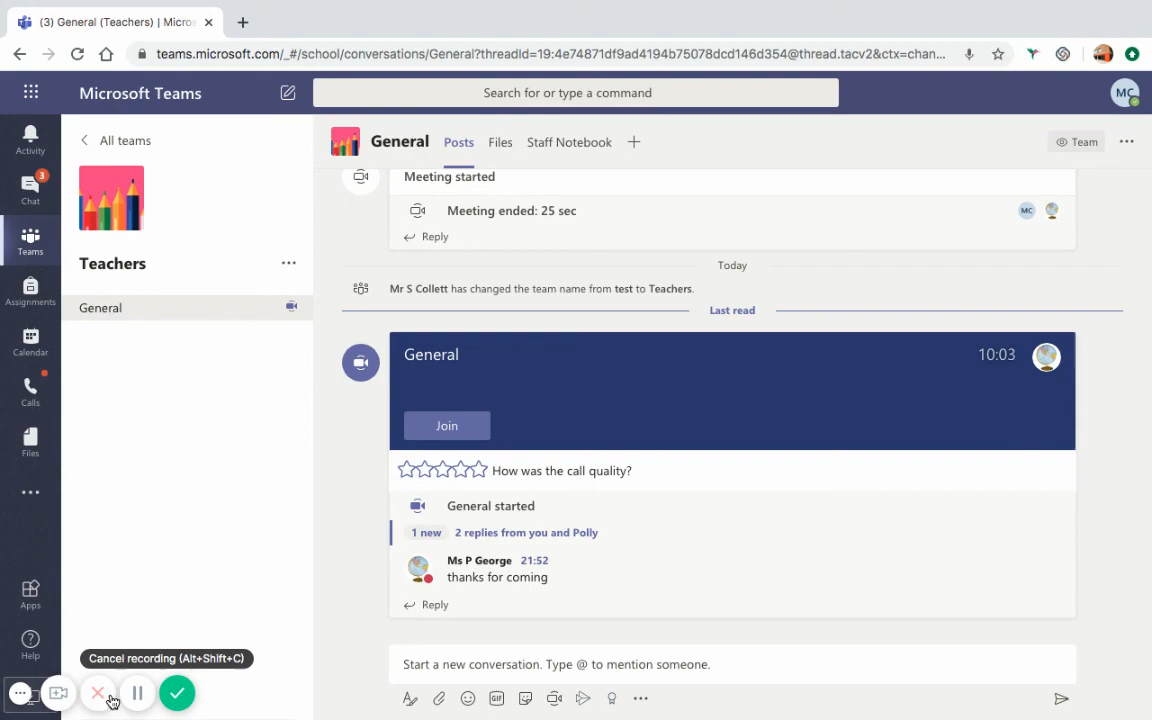 (3) General (Teachers) | Micros
teams.microsoft.com/_#/school/conversations/General?threadId=19:4e74871df9ad4194b75078dcd146d354@thread.tacv2&ctx=chan...
Microsoft Teams
Search for or type a command
MC
Activity
Chat
3
Teams
Assignments
Calendar
Calls
Files
Apps
Help
All teams
Teachers
General
General
Posts
Files
Staff Notebook
Team
Meeting started
Meeting ended: 25 sec
MC
Reply
Today
Mr S Collett has changed the team name from test to Teachers.
Last read
General
10:03
Join
How was the call quality?
General started
1 new
2 replies from you and Polly
Ms P George 21:52
thanks for coming
Reply
Start a new conversation. Type @ to mention someone.
GIF
Cancel recording (Alt+Shift+C)